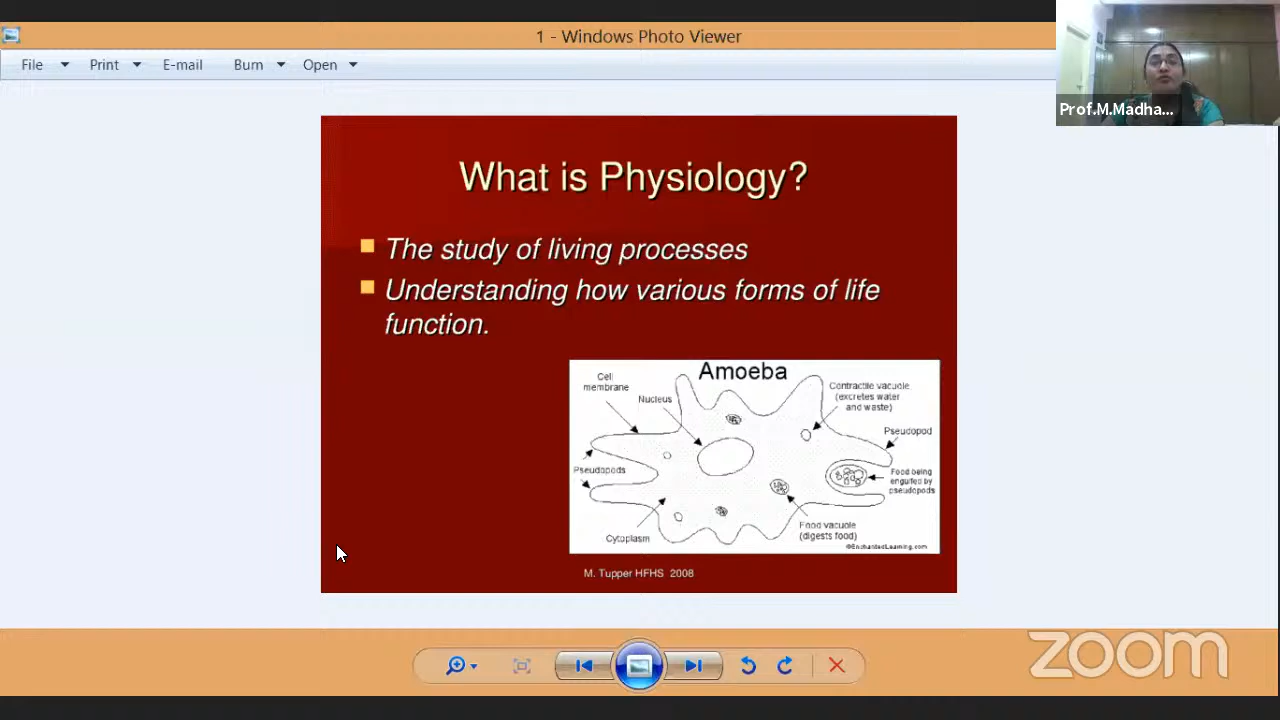 1 - Windows Photo Viewer
File Print E-mail Burn Open
Prof.M.Madha...
What is Physiology?
The study of living processes
Understanding how various forms of life
function.
Amoeba
Cell
membrane
Nucleus
Contractile vacuole
(excretes water
and waste)
Pseudopod
Pseudopods
Food being
engulfed by
pseudopods
Cytoplasm
Food vacuole
(digests food)
©EnchantedLearning.com
M. Tupper HFHS 2008
zoom